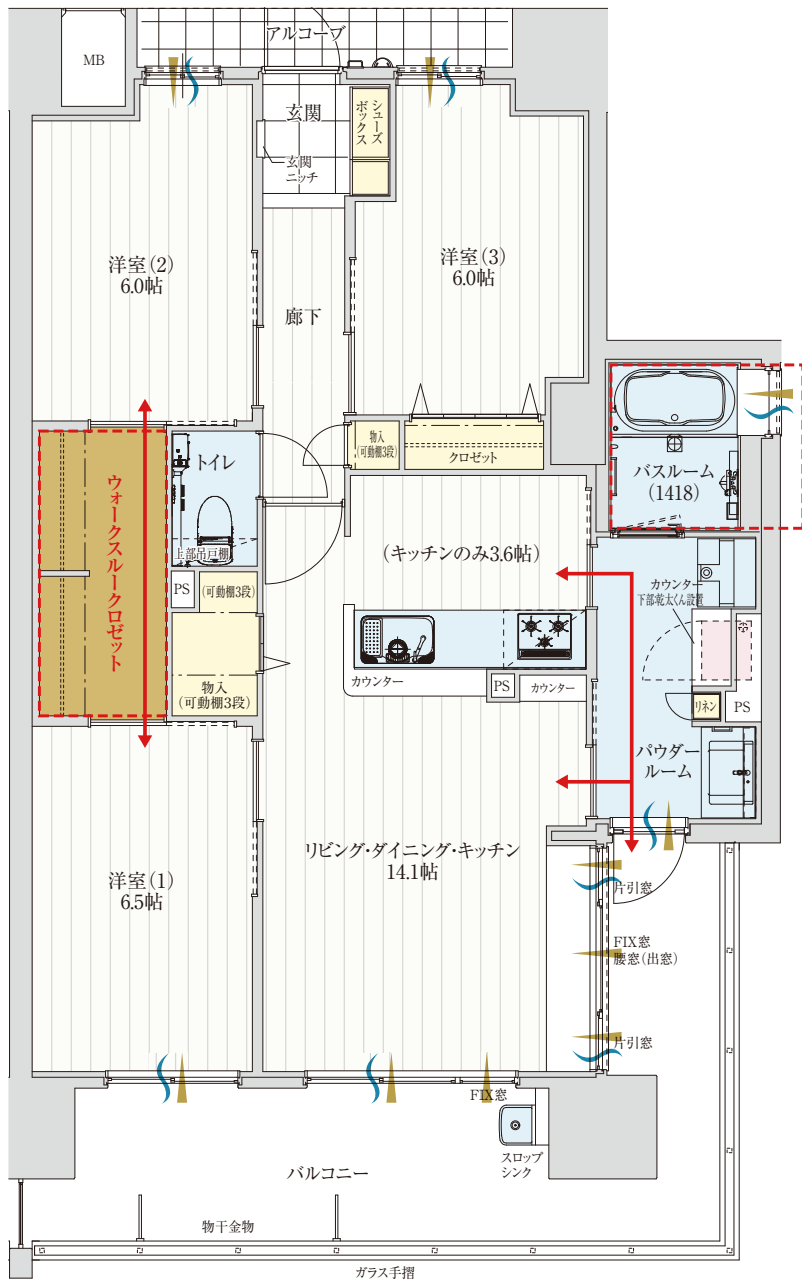 アルコーブ
MB
玄関
シューズ
ボックス
玄関
ニッチ
洋室(2)
6.0帖
洋室(3)
6.0帖
廊下
物入
(可動棚3段)
クロゼット
トイレ
上部吊戸棚
バスルーム
(1418)
ウォークスルークロゼット
(キッチンのみ3.6帖)
PS
(可動棚3段)
カウンター
下部乾太くん設置
物入
(可動棚3段)
カウンター
PS
カウンター
リネン
PS
パウダー
ルーム
リビング・ダイニング・キッチン
14.1帖
洋室(1)
6.5帖
片引窓
FIX窓
腰窓(出窓)
片引窓
FIX窓
スロップ
シンク
バルコニー
物干金物
ガラス手摺